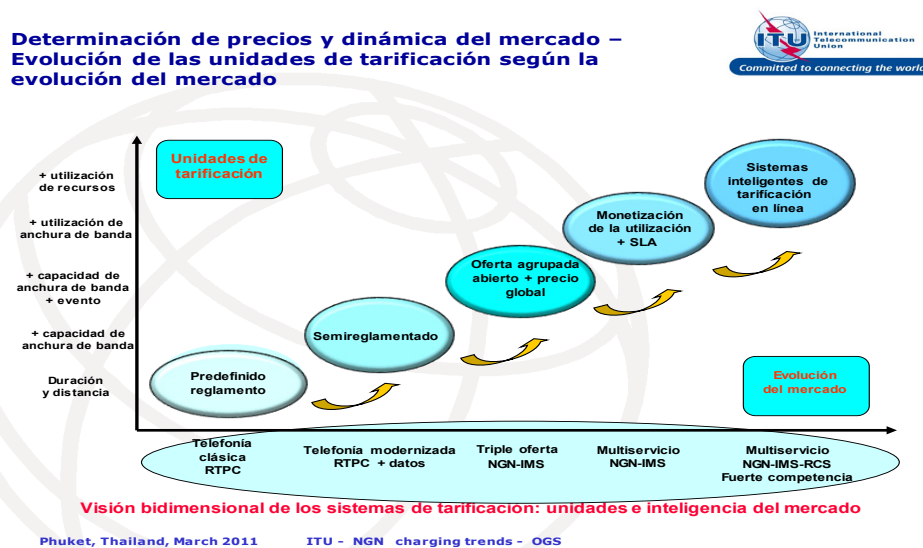 Determinación de precios y dinámica del mercado –
Evolución de las unidades de tarificación según la
evolución del mercado
ITU
International
Telecommunication
Union
Committed to connecting the world
Unidades de
tarificación
+ utilización
de recursos
+ utilización de
anchura de banda
+ capacidad de
anchura de banda
+ evento
+ capacidad de
anchura de banda
Duración
y distancia
Sistemas
inteligentes de
tarificación
en línea
Monetización
de la utilización
+ SLA
Oferta agrupada
abierto + precio
global
Semireglamentado
Predefinido
reglamento
Evolución
del mercado
Telefonía
clásica
RTPC
Telefonía modernizada
RTPC + datos
Triple oferta
NGN-IMS
Multiservicio
NGN-IMS
Multiservicio
NGN-IMS-RCS
Fuerte competencia
Visión bidimensional de los sistemas de tarificación: unidades e inteligencia del mercado
Phuket, Thailand, March 2011 ITU - NGN charging trends - OGS